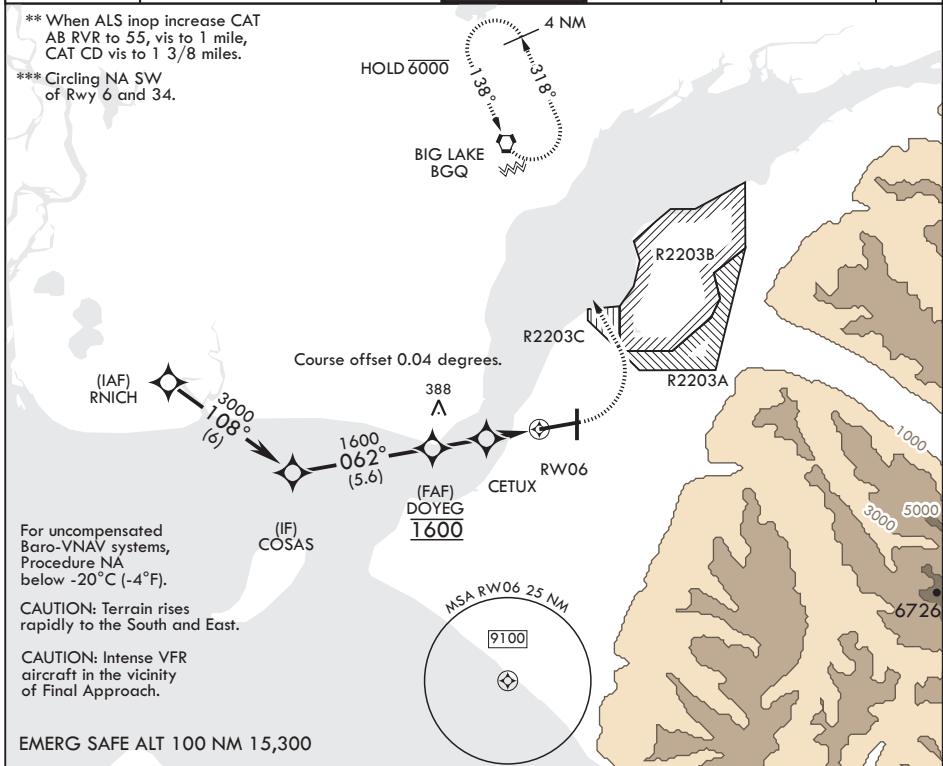 ** When ALS inop increase CAT
AB RVR to 55, vis to 1 mile,
CAT CD vis to 1 3/8 miles.
*** Circling NA SW
of Rwy 6 and 34.
4 NM
HOLD 6000
138°
318°
BIG LAKE
BGQ
R2203B
R2203C
R2203A
Course offset 0.04 degrees.
(IAF)
RNICH
3000
108°
(6)
388
1600
062°
(5.6)
RW06
CETUX
(FAF)
DOYEG
1600
(IF)
COSAS
1000
3000
5000
6726
For uncompensated
Baro-VNAV systems,
Procedure NA
below -20°C (-4°F).
CAUTION: Terrain rises
rapidly to the South and East.
CAUTION: Intense VFR
aircraft in the vicinity
of Final Approach.
MSA RW06 25 NM
9100
EMERG SAFE ALT 100 NM 15,300